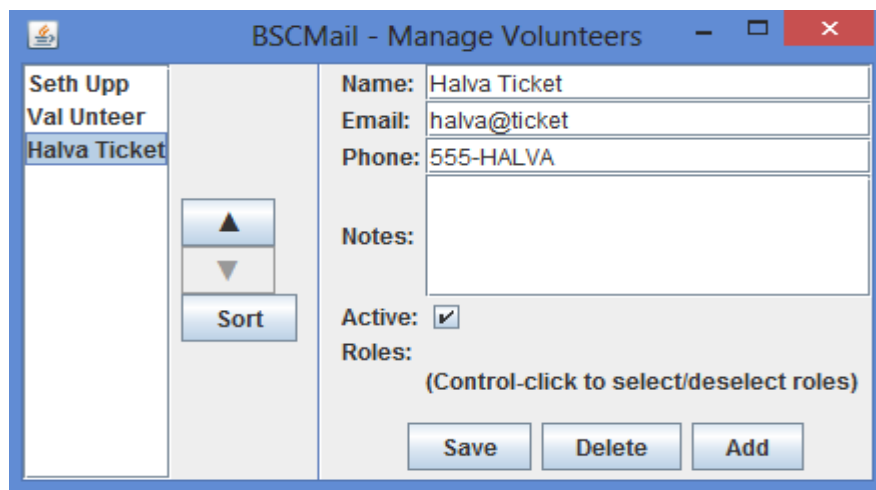 BSCMail - Manage Volunteers
Seth Upp
Val Unteer
Halva Ticket
▲
▼
Sort
Name: Halva Ticket
Email: halva@ticket
Phone: 555-HALVA
Notes:
Active: ✔
Roles:
(Control-click to select/deselect roles)
Save Delete Add